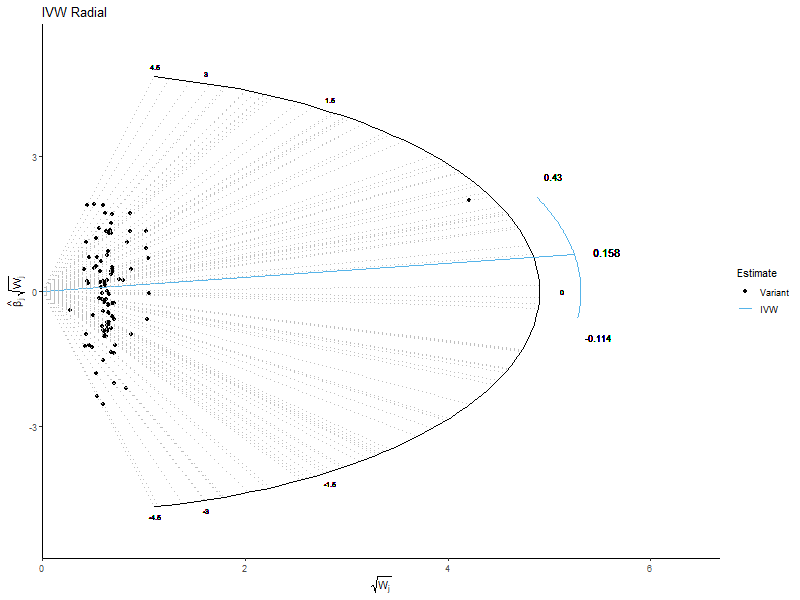 IVW Radial
4.5
3
1.5
3
0.43
0.158
0
0
-0.114
β̂ⱼ√Wⱼ
-3
-1.5
-3
-4.5
0
2
4
6
√Wⱼ
Estimate
Variant
IVW